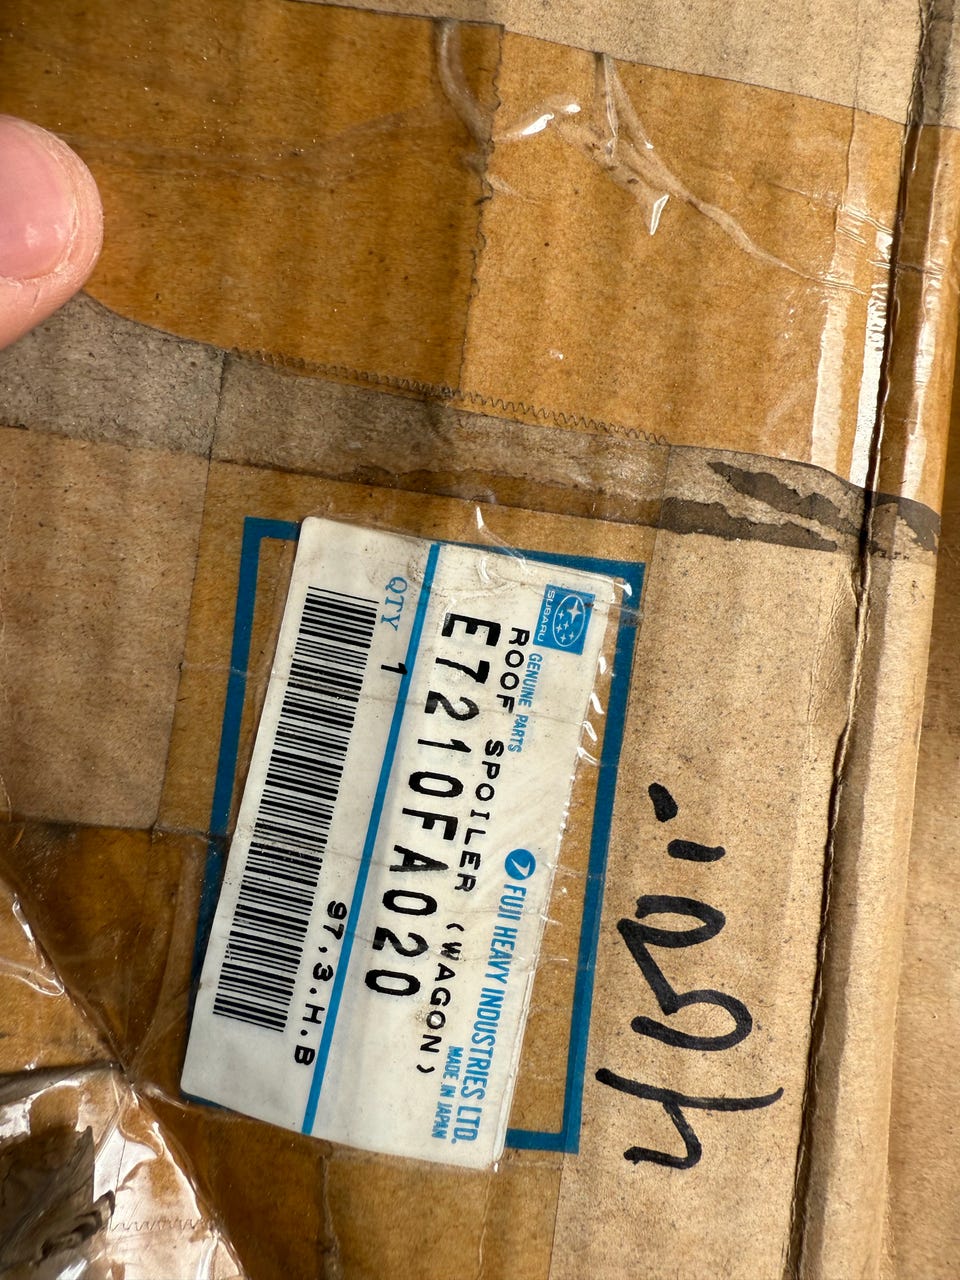 SUBARU GENUINE PARTS
FUJI HEAVY INDUSTRIES LTD.
MADE IN JAPAN
ROOF SPOILER (WAGON)
E7210FA020
QTY 1
97.3.H.B